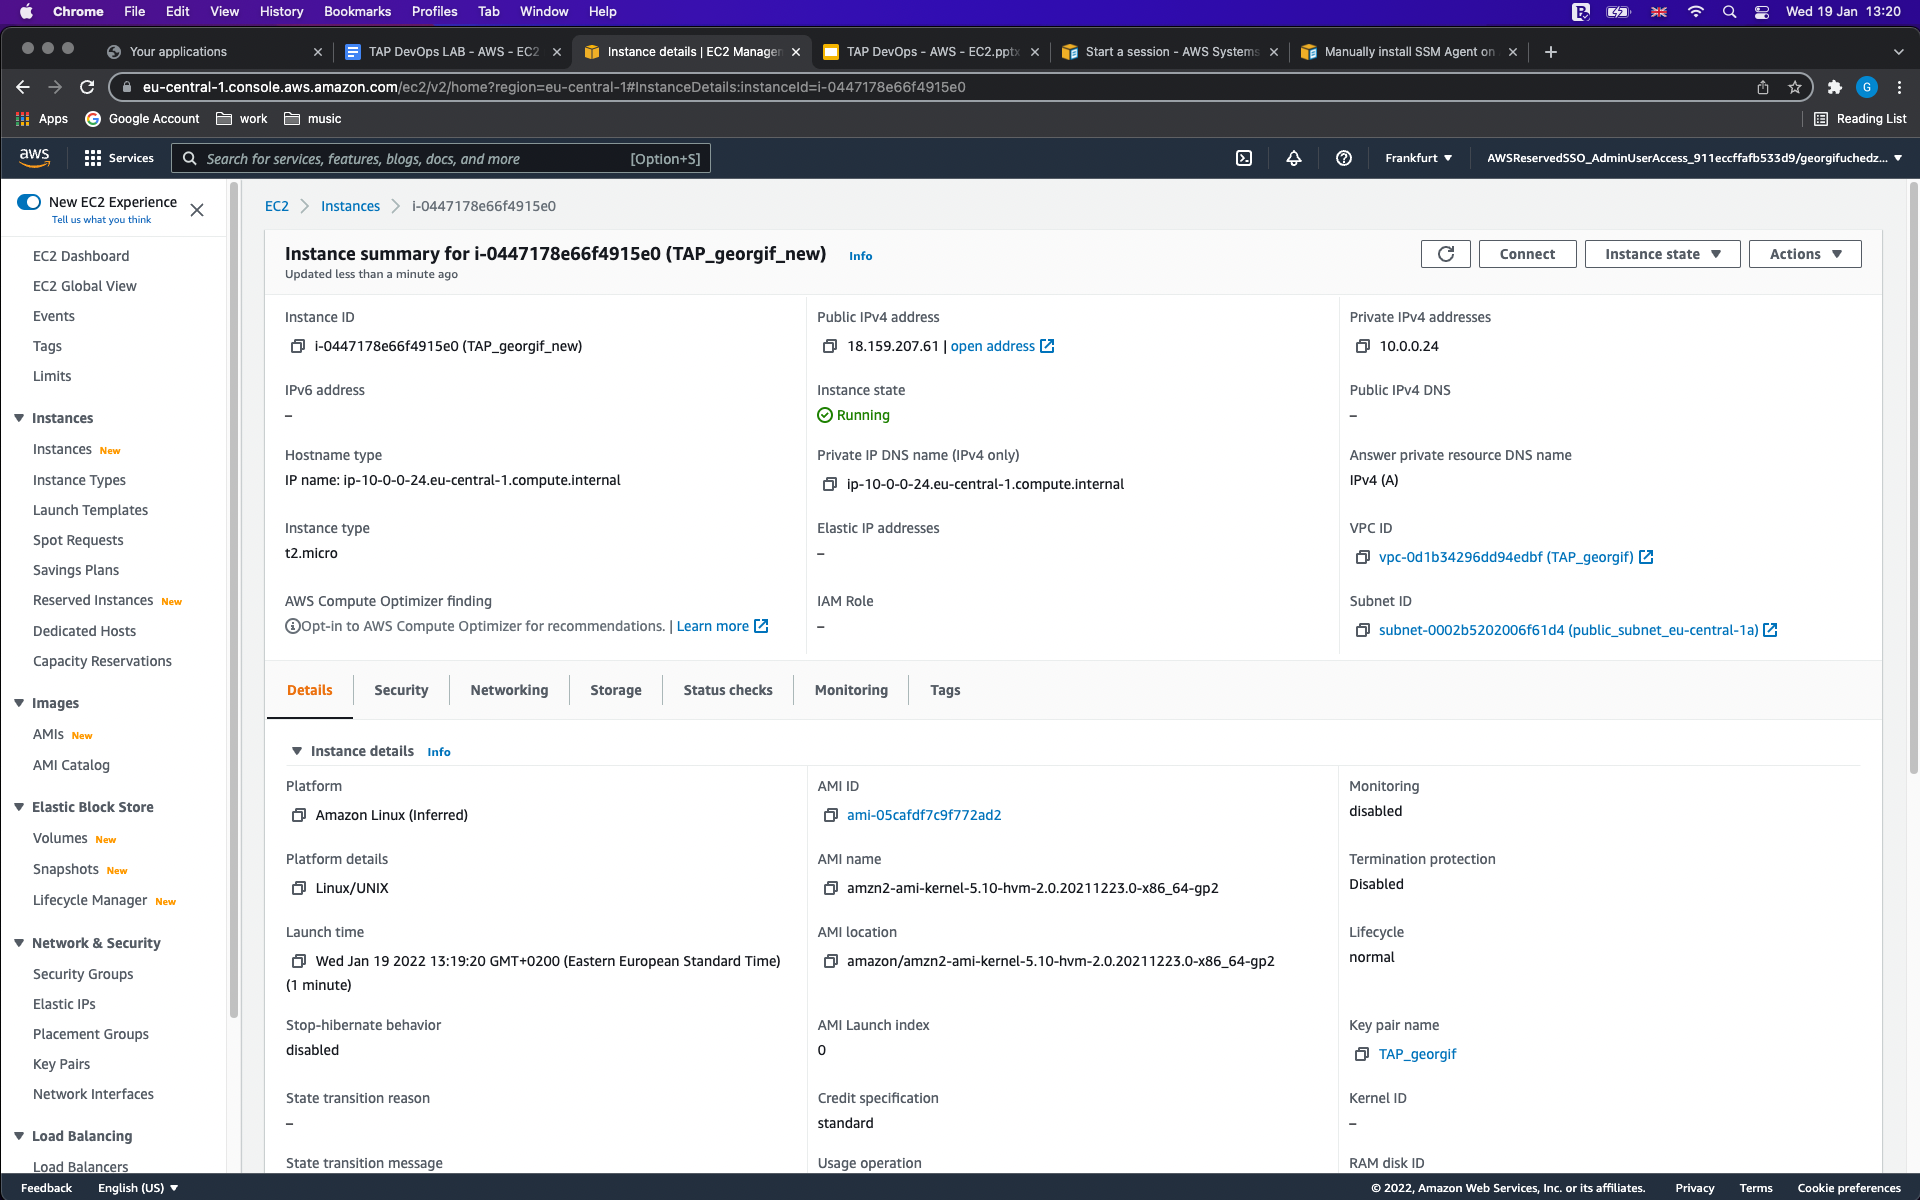 Chrome File Edit View History Bookmarks Profiles Tab Window Help Wed 19 Jan 13:20
Your applications
TAP DevOps LAB - AWS - EC2
Instance details | EC2 Manager
TAP DevOps - AWS - EC2.pptx
Start a session - AWS Systems
Manually install SSM Agent on
eu-central-1.console.aws.amazon.com/ec2/v2/home?region=eu-central-1#InstanceDetails:instanceId=i-0447178e66f4915e0
G
Apps Google Account work music Reading List
aws Services Search for services, features, blogs, docs, and more [Option+S] Frankfurt AWSReservedSSO_AdminUserAccess_911eccffafb533d9/georgifuchedz...
New EC2 Experience
Tell us what you think
EC2 Dashboard
EC2 Global View
Events
Tags
Limits
Instances
Instances New
Instance Types
Launch Templates
Spot Requests
Savings Plans
Reserved Instances New
Dedicated Hosts
Capacity Reservations
Images
AMIs New
AMI Catalog
Elastic Block Store
Volumes New
Snapshots New
Lifecycle Manager New
Network & Security
Security Groups
Elastic IPs
Placement Groups
Key Pairs
Network Interfaces
Load Balancing
Load Balancers
EC2 > Instances > i-0447178e66f4915e0
Instance summary for i-0447178e66f4915e0 (TAP_georgif_new) Info
Updated less than a minute ago
Connect Instance state Actions
Instance ID
i-0447178e66f4915e0 (TAP_georgif_new)
Public IPv4 address
18.159.207.61 | open address
Private IPv4 addresses
10.0.0.24
IPv6 address
–
Instance state
Running
Public IPv4 DNS
–
Hostname type
IP name: ip-10-0-0-24.eu-central-1.compute.internal
Private IP DNS name (IPv4 only)
ip-10-0-0-24.eu-central-1.compute.internal
Answer private resource DNS name
IPv4 (A)
Instance type
t2.micro
Elastic IP addresses
–
VPC ID
vpc-0d1b34296dd94edbf (TAP_georgif)
AWS Compute Optimizer finding
Opt-in to AWS Compute Optimizer for recommendations. | Learn more
IAM Role
–
Subnet ID
subnet-0002b5202006f61d4 (public_subnet_eu-central-1a)
Details Security Networking Storage Status checks Monitoring Tags
Instance details Info
Platform
Amazon Linux (Inferred)
AMI ID
ami-05cafdf7c9f772ad2
Monitoring
disabled
Platform details
Linux/UNIX
AMI name
amzn2-ami-kernel-5.10-hvm-2.0.20211223.0-x86_64-gp2
Termination protection
Disabled
Launch time
Wed Jan 19 2022 13:19:20 GMT+0200 (Eastern European Standard Time)
(1 minute)
AMI location
amazon/amzn2-ami-kernel-5.10-hvm-2.0.20211223.0-x86_64-gp2
Lifecycle
normal
Stop-hibernate behavior
disabled
AMI Launch index
0
Key pair name
TAP_georgif
State transition reason
–
Credit specification
standard
Kernel ID
–
State transition message
Usage operation
RAM disk ID
Feedback English (US) © 2022, Amazon Web Services, Inc. or its affiliates. Privacy Terms Cookie preferences